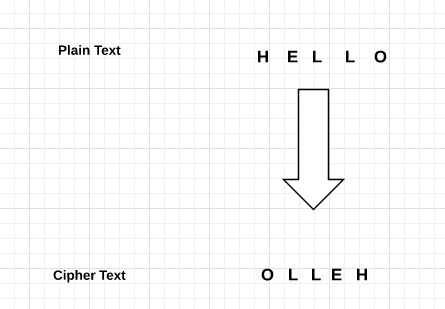 Plain Text H E L L O
Cipher Text O L L E H